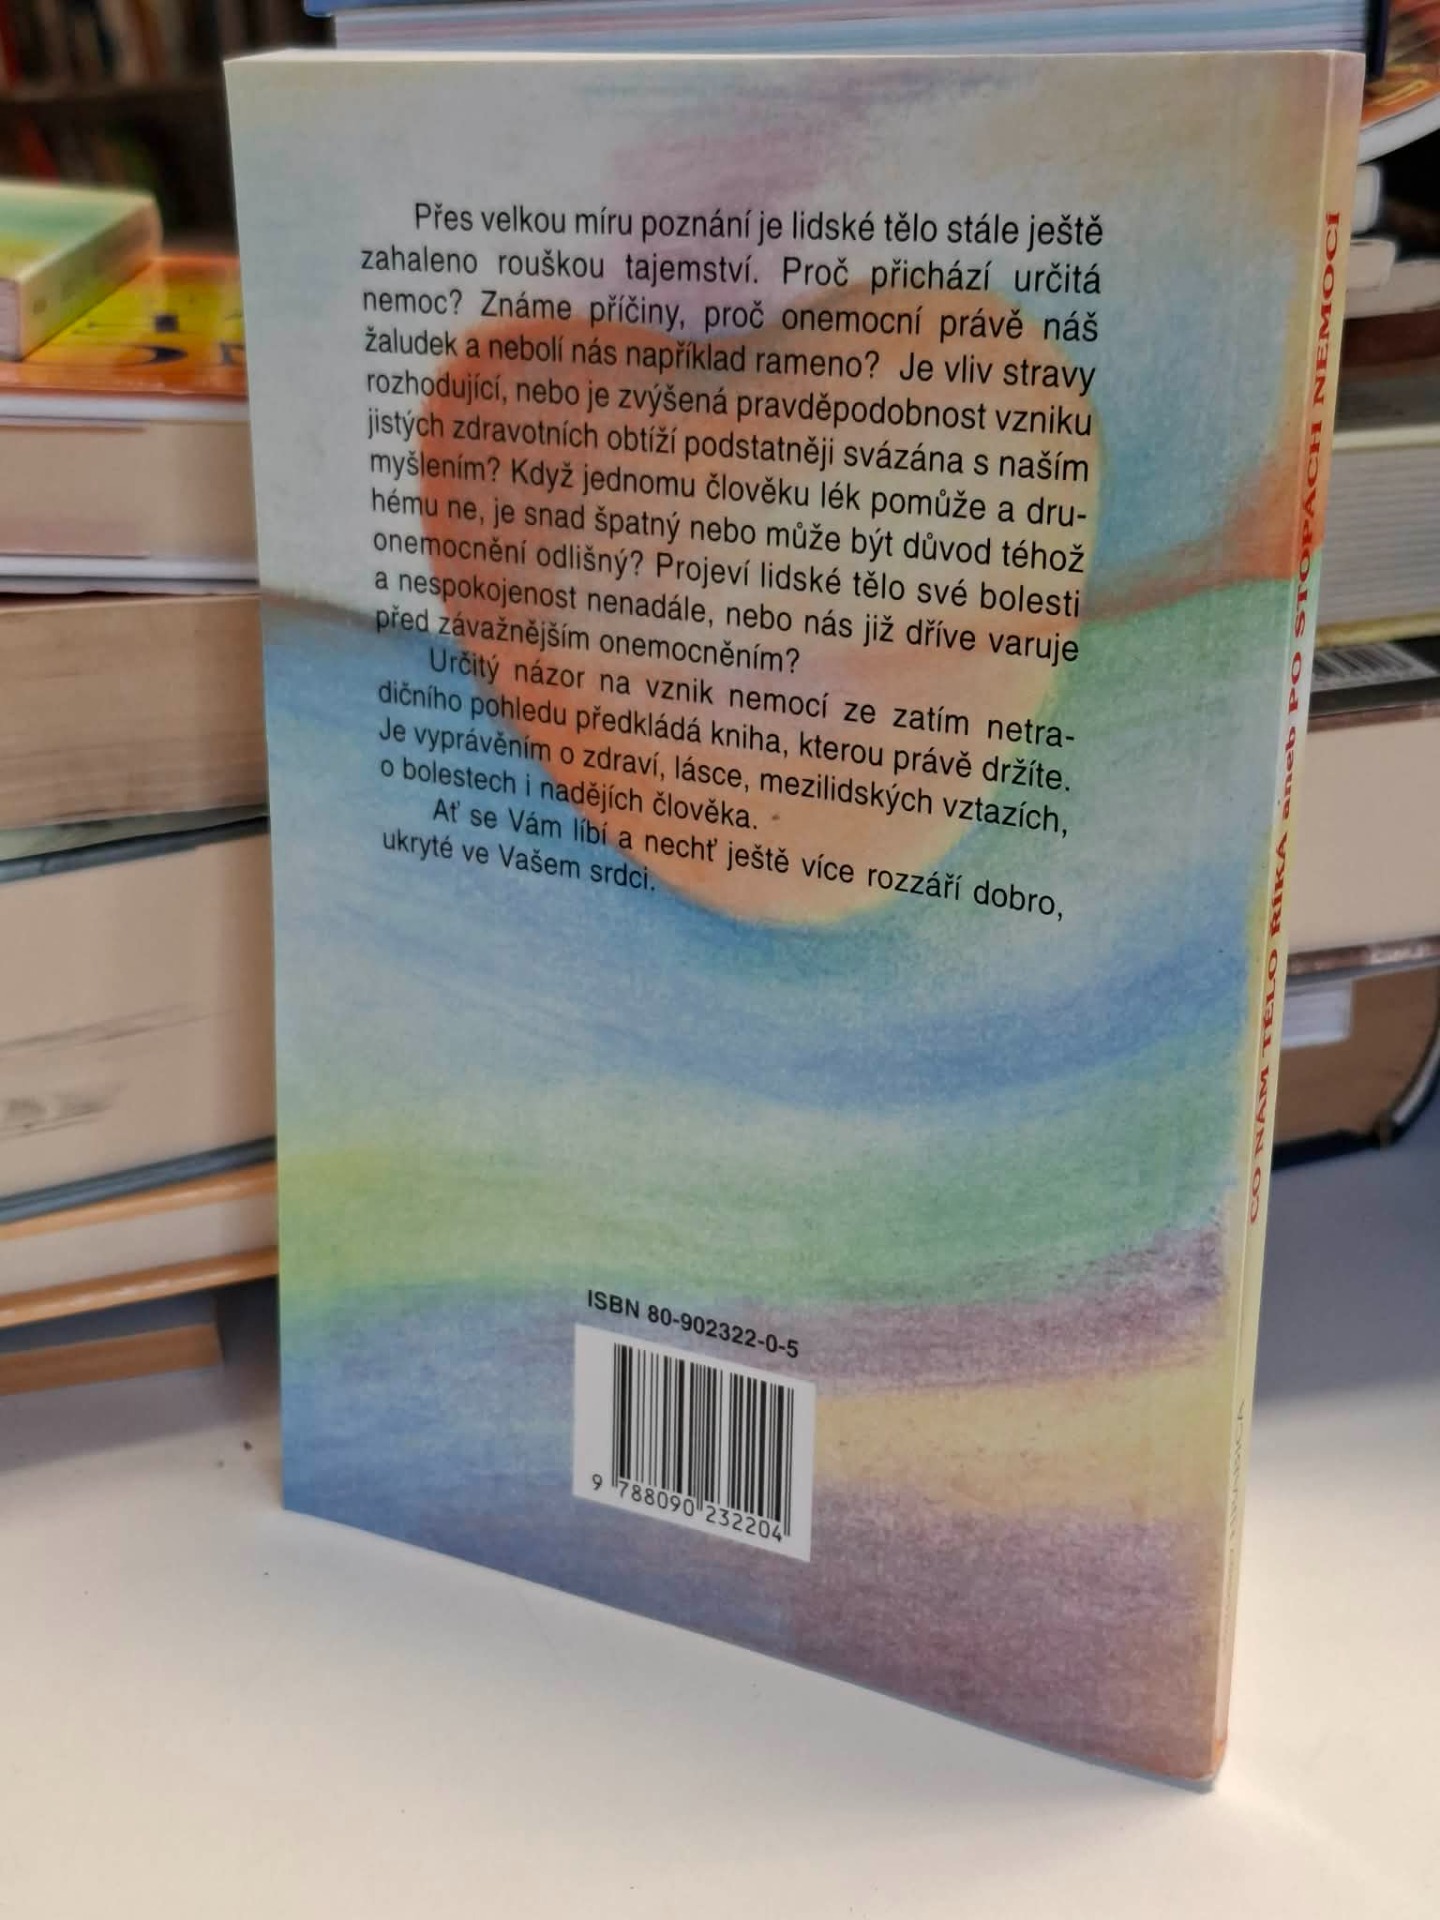 Přes velkou míru poznání je lidské tělo stále ještě
zahaleno rouškou tajemství. Proč přichází určitá
nemoc? Známe příčiny, proč onemocní právě náš
žaludek a nebolí nás například rameno? Je vliv stravy
rozhodující, nebo je zvýšená pravděpodobnost vzniku
jistých zdravotních obtíží podstatněji svázána s naším
myšlením? Když jednomu člověku lék pomůže a dru-
hému ne, je snad špatný nebo může být důvod téhož
onemocnění odlišný? Projeví lidské tělo své bolesti
a nespokojenost nenadále, nebo nás již dříve varuje
před závažnějším onemocněním?
Určitý názor na vznik nemocí ze zatím netra-
dičního pohledu předkládá kniha, kterou právě držíte.
Je vyprávěním o zdraví, lásce, mezilidských vztazích,
o bolestech i nadějích člověka.
Ať se Vám líbí a nechť ještě více rozzáří dobro,
ukryté ve Vašem srdci.
ISBN 80-902322-0-5
9 788090 232204
CO NÁM TĚLO ŘÍKÁ aneb PO STOPÁCH NEMOCÍ